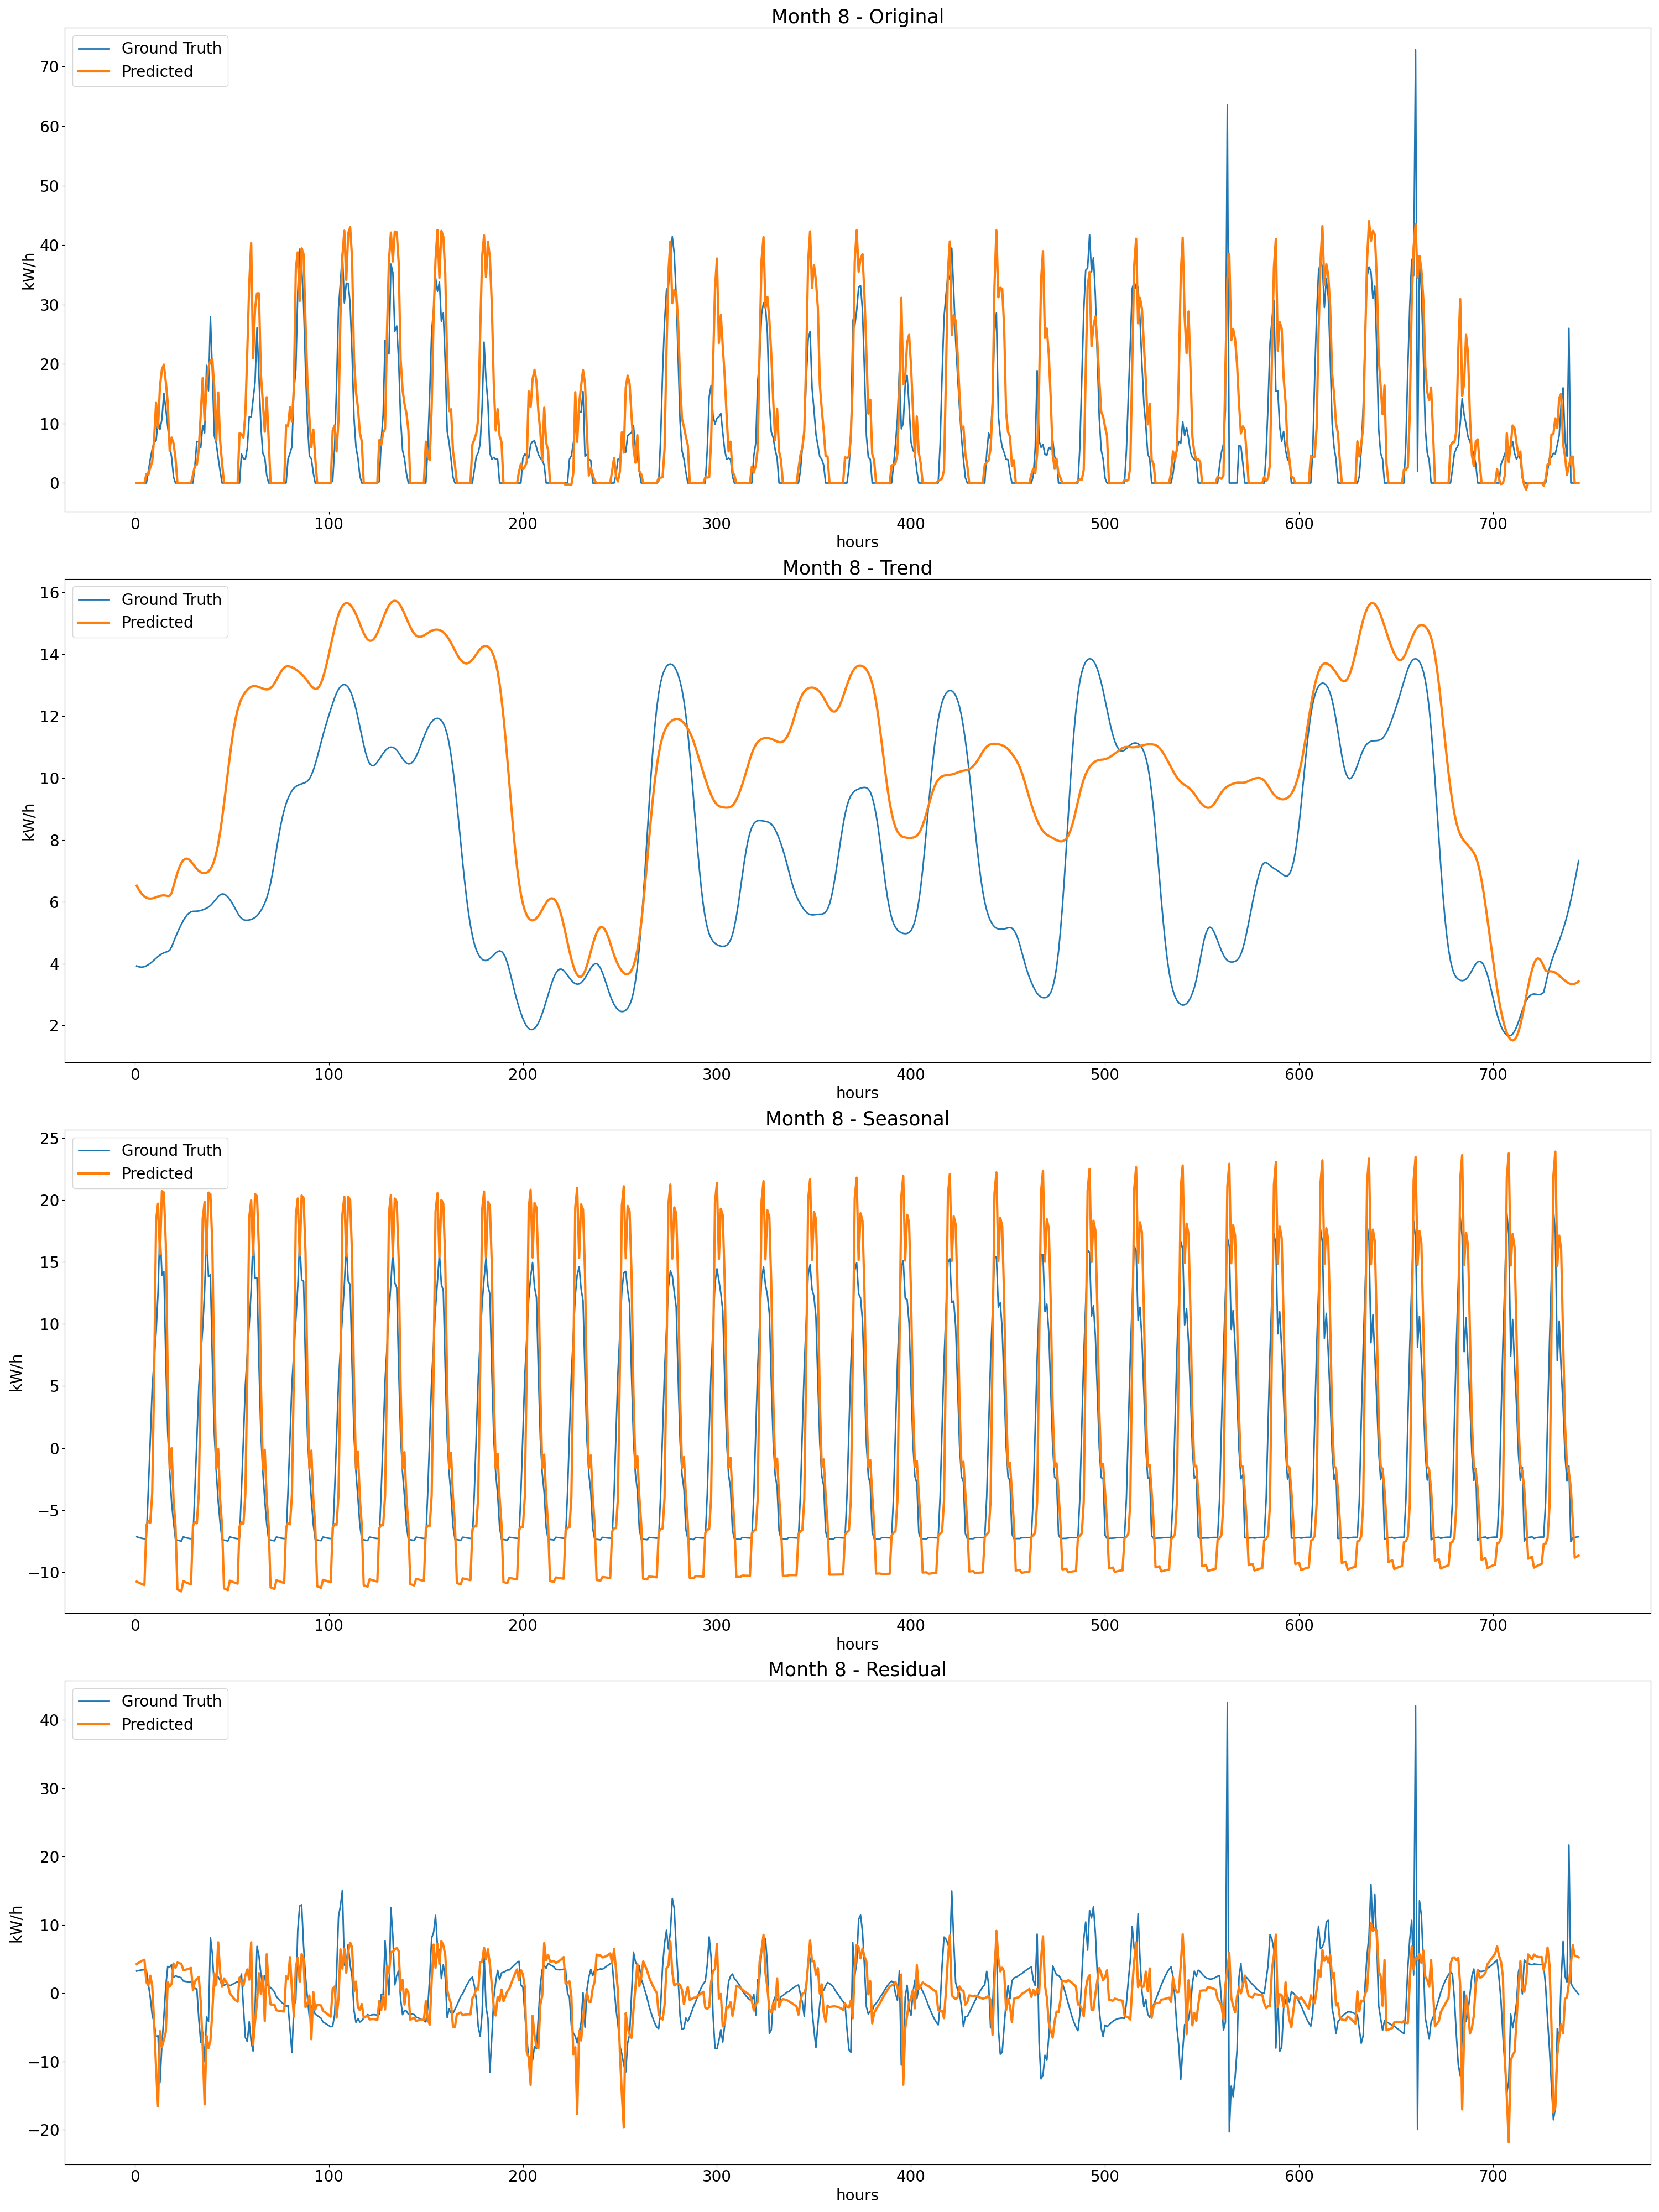 Month 8 - Original
Ground Truth
Predicted
kW/h
70
60
50
40
30
20
10
0
0 100 200 300 400 500 600 700
hours
Month 8 - Trend
Ground Truth
Predicted
kW/h
16
14
12
10
8
6
4
2
0 100 200 300 400 500 600 700
hours
Month 8 - Seasonal
Ground Truth
Predicted
kW/h
25
20
15
10
5
0
−5
−10
0 100 200 300 400 500 600 700
hours
Month 8 - Residual
Ground Truth
Predicted
kW/h
40
30
20
10
0
−10
−20
0 100 200 300 400 500 600 700
hours